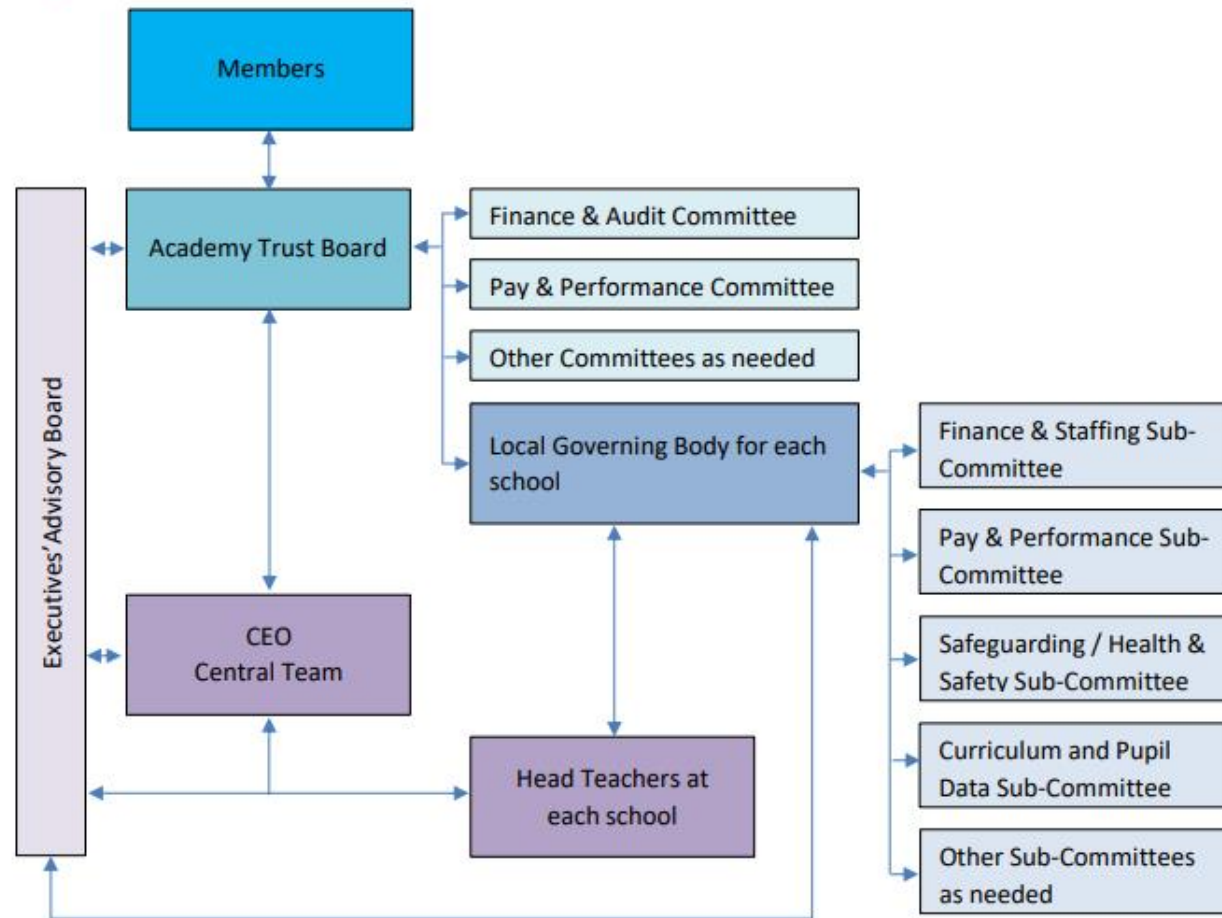 Members
Academy Trust Board
Finance & Audit Committee
Pay & Performance Committee
Other Committees as needed
Executives' Advisory Board
Local Governing Body for each
school
Finance & Staffing Sub-
Committee
Pay & Performance Sub-
Committee
CEO
Central Team
Safeguarding / Health &
Safety Sub-Committee
Head Teachers at
each school
Curriculum and Pupil
Data Sub-Committee
Other Sub-Committees
as needed